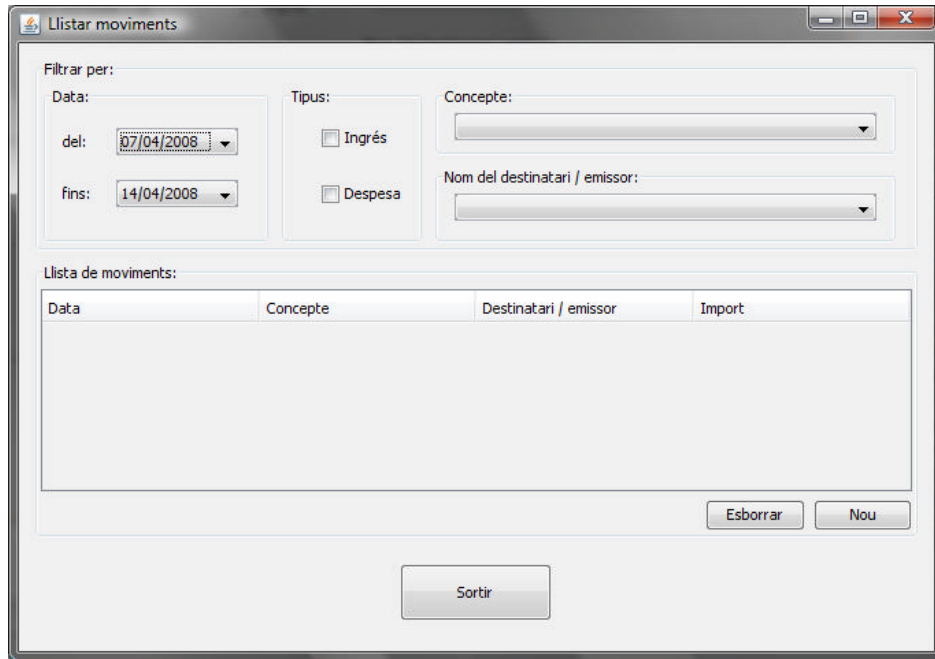 Llistar moviments
Filtrar per:
Data:
del: 07/04/2008
fins: 14/04/2008
Tipus:
Ingrés
Despesa
Concepte:
Nom del destinatari / emissor:
Llista de moviments:
Data Concepte Destinatari / emissor Import
Esborrar Nou
Sortir